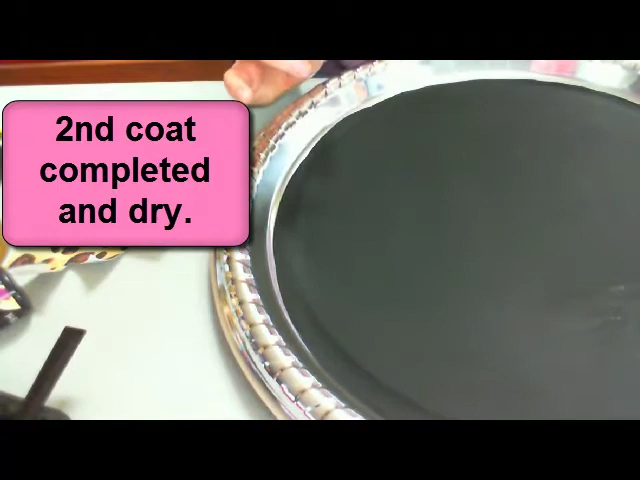 2nd coat
completed
and dry.